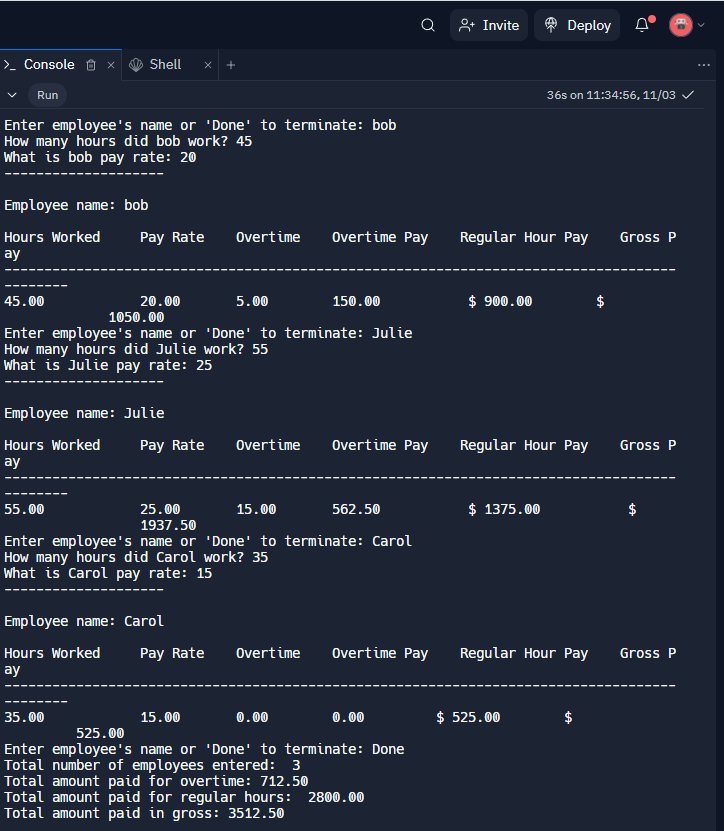 Invite
Deploy
>_ Console
Shell
Run
36s on 11:34:56, 11/03
Enter employee's name or 'Done' to terminate: bob
How many hours did bob work? 45
What is bob pay rate: 20
--------------------
Employee name: bob
Hours Worked     Pay Rate    Overtime    Overtime Pay    Regular Hour Pay    Gross P
ay
------------------------------------------------------------------------------------
--------
45.00            20.00       5.00        150.00           $ 900.00        $
             1050.00
Enter employee's name or 'Done' to terminate: Julie
How many hours did Julie work? 55
What is Julie pay rate: 25
--------------------
Employee name: Julie
Hours Worked     Pay Rate    Overtime    Overtime Pay    Regular Hour Pay    Gross P
ay
------------------------------------------------------------------------------------
--------
55.00            25.00       15.00       562.50           $ 1375.00           $
                 1937.50
Enter employee's name or 'Done' to terminate: Carol
How many hours did Carol work? 35
What is Carol pay rate: 15
--------------------
Employee name: Carol
Hours Worked     Pay Rate    Overtime    Overtime Pay    Regular Hour Pay    Gross P
ay
------------------------------------------------------------------------------------
--------
35.00            15.00       0.00        0.00         $ 525.00        $
         525.00
Enter employee's name or 'Done' to terminate: Done
Total number of employees entered:  3
Total amount paid for overtime: 712.50
Total amount paid for regular hours:  2800.00
Total amount paid in gross: 3512.50